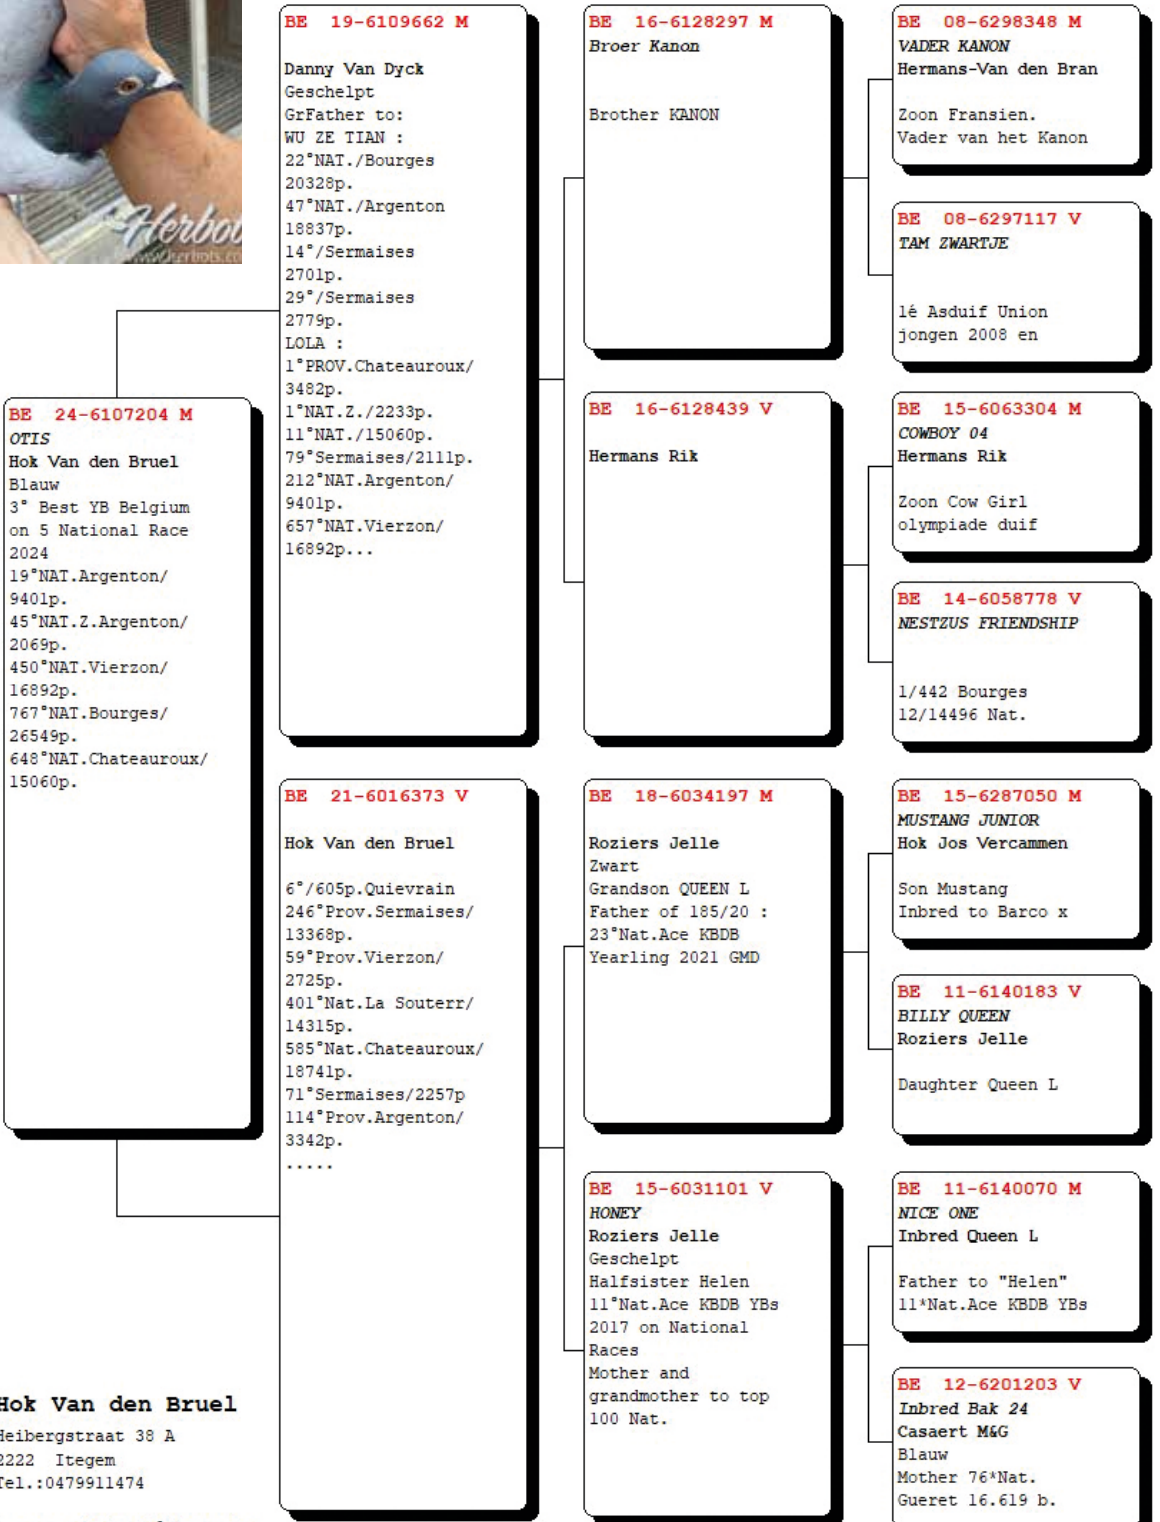 Herbots
www.herbots.co
BE 24-6107204 M
OTIS
Hok Van den Bruel
Blauw
3° Best YB Belgium
on 5 National Race
2024
19°NAT.Argenton/
9401p.
45°NAT.Z.Argenton/
2069p.
450°NAT.Vierzon/
16892p.
767°NAT.Bourges/
26549p.
648°NAT.Chateauroux/
15060p.
BE 19-6109662 M
Danny Van Dyck
Geschelpt
GrFather to:
WU ZE TIAN :
22°NAT./Bourges
20328p.
47°NAT./Argenton
18837p.
14°/Sermaises
2701p.
29°/Sermaises
2779p.
LOLA :
1°PROV.Chateauroux/
3482p.
1°NAT.Z./2233p.
11°NAT./15060p.
79°Sermaises/2111p.
212°NAT.Argenton/
9401p.
657°NAT.Vierzon/
16892p...
BE 21-6016373 V
Hok Van den Bruel
6°/605p.Quievrain
246°Prov.Sermaises/
13368p.
59°Prov.Vierzon/
2725p.
401°Nat.La Souterr/
14315p.
585°Nat.Chateauroux/
18741p.
71°Sermaises/2257p
114°Prov.Argenton/
3342p.
.....
BE 16-6128297 M
Broer Kanon
Brother KANON
BE 16-6128439 V
Hermans Rik
BE 18-6034197 M
Roziers Jelle
Zwart
Grandson QUEEN L
Father of 185/20 :
23°Nat.Ace KBDB
Yearling 2021 GMD
BE 15-6031101 V
HONEY
Roziers Jelle
Geschelpt
Halfsister Helen
11°Nat.Ace KBDB YBs
2017 on National
Races
Mother and
grandmother to top
100 Nat.
BE 08-6298348 M
VADER KANON
Hermans-Van den Bran
Zoon Fransien.
Vader van het Kanon
BE 08-6297117 V
TAM ZWARTJE
1é Asduif Union
jongen 2008 en
BE 15-6063304 M
COWBOY 04
Hermans Rik
Zoon Cow Girl
olympiade duif
BE 14-6058778 V
NESTZUS FRIENDSHIP
1/442 Bourges
12/14496 Nat.
BE 15-6287050 M
MUSTANG JUNIOR
Hok Jos Vercammen
Son Mustang
Inbred to Barco x
BE 11-6140183 V
BILLY QUEEN
Roziers Jelle
Daughter Queen L
BE 11-6140070 M
NICE ONE
Inbred Queen L
Father to "Helen"
11*Nat.Ace KBDB YBs
BE 12-6201203 V
Inbred Bak 24
Casaert M&G
Blauw
Mother 76*Nat.
Gueret 16.619 b.
Hok Van den Bruel
Heibergstraat 38 A
2222 Itegem
Tel.:0479911474